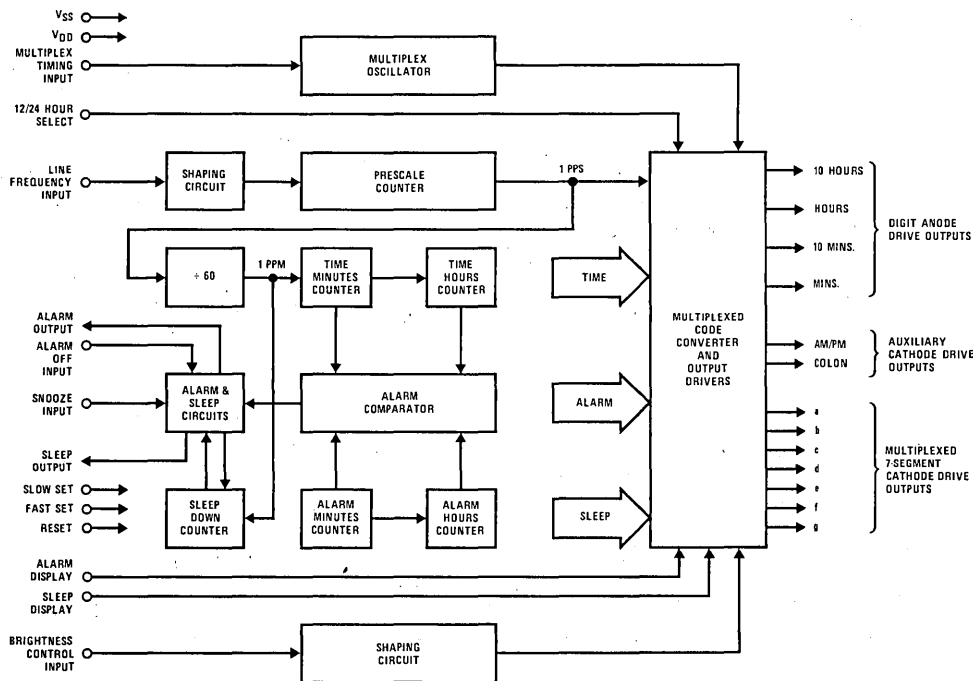 VSS
VDD
MULTIPLEX
TIMING
INPUT
MULTIPLEX
OSCILLATOR
12/24 HOUR
SELECT
LINE
FREQUENCY
INPUT
SHAPING
CIRCUIT
PRESCALE
COUNTER
1 PPS
10 HOURS
HOURS
10 MINS.
MINS.
DIGIT ANODE
DRIVE OUTPUTS
÷ 60
1 PPM
TIME
MINUTES
COUNTER
TIME
HOURS
COUNTER
TIME
MULTIPLEXED
CODE
CONVERTER
AND
OUTPUT
DRIVERS
ALARM
OUTPUT
ALARM
OFF
INPUT
AM/PM
COLON
AUXILIARY
CATHODE DRIVE
OUTPUTS
SNOOZE
INPUT
ALARM &
SLEEP
CIRCUITS
ALARM
COMPARATOR
ALARM
SLEEP
OUTPUT
a
b
c
d
e
f
g
MULTIPLEXED
7-SEGMENT
CATHODE DRIVE
OUTPUTS
SLOW SET
FAST SET
RESET
SLEEP
DOWN
COUNTER
ALARM
MINUTES
COUNTER
ALARM
HOURS
COUNTER
SLEEP
ALARM
DISPLAY
SLEEP
DISPLAY
BRIGHTNESS
CONTROL
INPUT
SHAPING
CIRCUIT